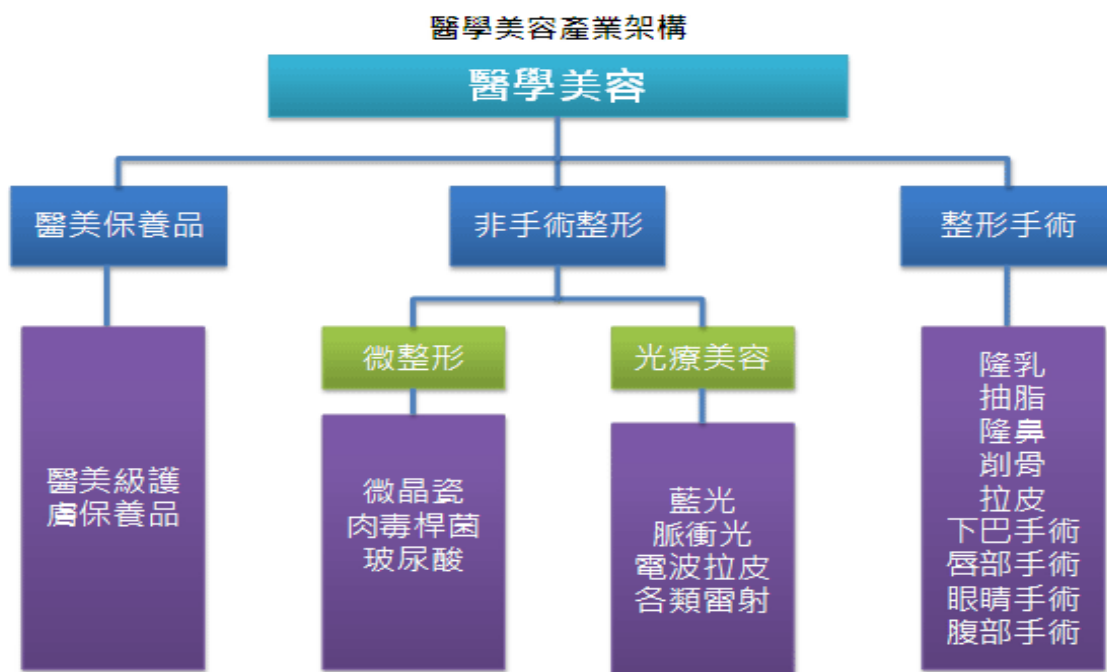 醫學美容產業架構
醫學美容
醫美保養品
非手術整形
整形手術
微整形
光療美容
醫美級護
膚保養品
微晶瓷
肉毒桿菌
玻尿酸
藍光
脈衝光
電波拉皮
各類雷射
隆乳
抽脂
隆鼻
削骨
拉皮
下巴手術
唇部手術
眼睛手術
腹部手術